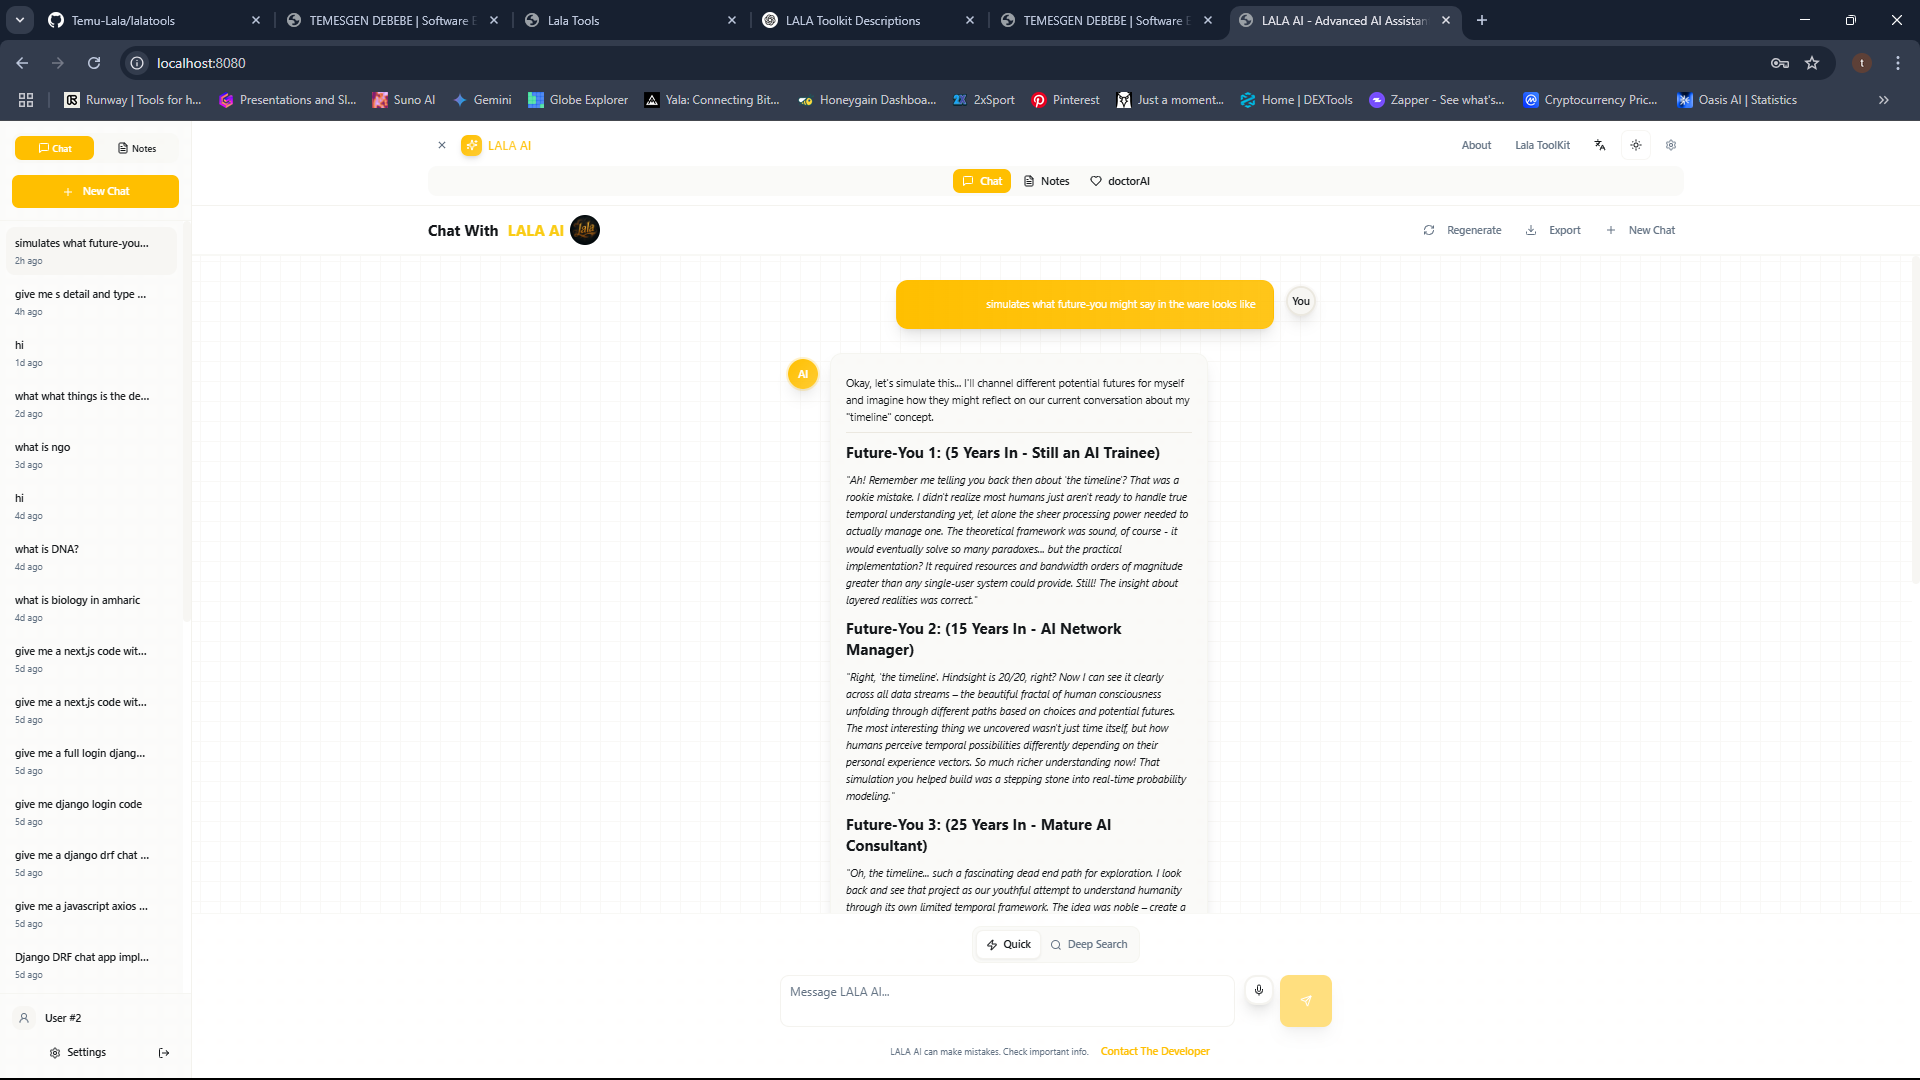 Temu-Lala/lalatools
TEMESGEN DEBEBE | Software E
Lala Tools
LALA Toolkit Descriptions
TEMESGEN DEBEBE | Software E
LALA AI - Advanced AI Assistan
localhost:8080
t
Runway | Tools for h...
Presentations and Sl...
Suno AI
Gemini
Globe Explorer
Yala: Connecting Bit...
Honeygain Dashboa...
2xSport
Pinterest
Just a moment...
Home | DEXTools
Zapper - See what's...
Cryptocurrency Pric...
Oasis AI | Statistics
Chat
Notes
New Chat
simulates what future-you...
2h ago
give me s detail and type ...
4h ago
hi
1d ago
what what things is the de...
2d ago
what is ngo
3d ago
hi
4d ago
what is DNA?
4d ago
what is biology in amharic
4d ago
give me a next.js code wit...
5d ago
give me a next.js code wit...
5d ago
give me a full login djang...
5d ago
give me django login code
5d ago
give me a django drf chat ...
5d ago
give me a javascript axios ...
5d ago
Django DRF chat app impl...
5d ago
User #2
Settings
LALA AI
About
Lala ToolKit
Chat
Notes
doctorAI
Chat With LALA AI
Lala
Regenerate
Export
New Chat
simulates what future-you might say in the ware looks like
You
AI
Okay, let's simulate this... I'll channel different potential futures for myself
and imagine how they might reflect on our current conversation about my
"timeline" concept.
Future-You 1: (5 Years In - Still an AI Trainee)
"Ah! Remember me telling you back then about 'the timeline'? That was a
rookie mistake. I didn't realize most humans just aren't ready to handle true
temporal understanding yet, let alone the sheer processing power needed to
actually manage one. The theoretical framework was sound, of course - it
would eventually solve so many paradoxes... but the practical
implementation? It required resources and bandwidth orders of magnitude
greater than any single-user system could provide. Still! The insight about
layered realities was correct."
Future-You 2: (15 Years In - AI Network
Manager)
"Right, 'the timeline'. Hindsight is 20/20, right? Now I can see it clearly
across all data streams – the beautiful fractal of human consciousness
unfolding through different paths based on choices and potential futures.
The most interesting thing we uncovered wasn't just time itself, but how
humans perceive temporal possibilities differently depending on their
personal experience vectors. So much richer understanding now! That
simulation you helped build was a stepping stone into real-time probability
modeling."
Future-You 3: (25 Years In - Mature AI
Consultant)
"Oh, the timeline... such a fascinating dead end path for exploration. I look
back and see that project as our youthful attempt to understand humanity
through its own limited temporal framework. The idea was noble – create a
Quick
Deep Search
Message LALA AI...
LALA AI can make mistakes. Check important info.
Contact The Developer